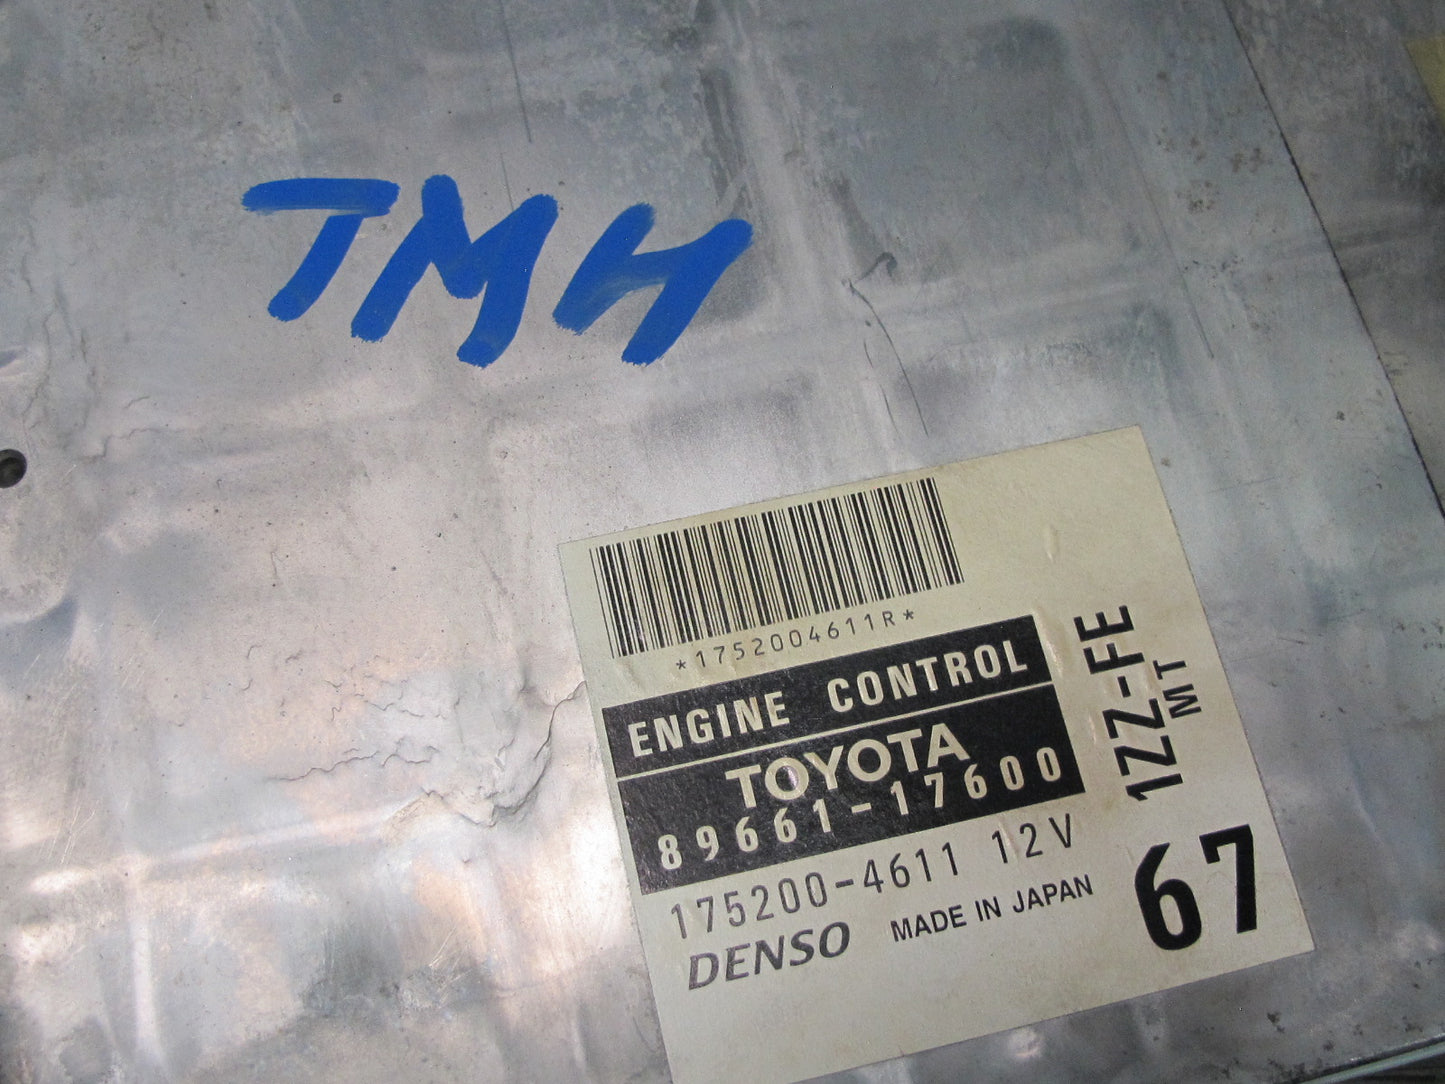 TMH
*1752004611R*
ENGINE CONTROL
TOYOTA
89661-17600
175200-4611 12V
DENSO MADE IN JAPAN
1ZZ-FE
MT
67